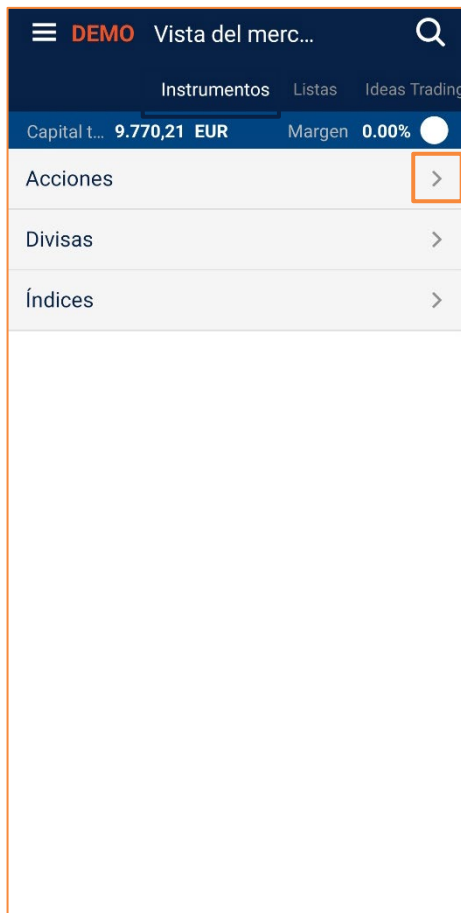 DEMO Vista del merc...
Instrumentos Listas Ideas Trading
Capital t... 9.770,21 EUR Margen 0.00%
Acciones
Divisas
Índices